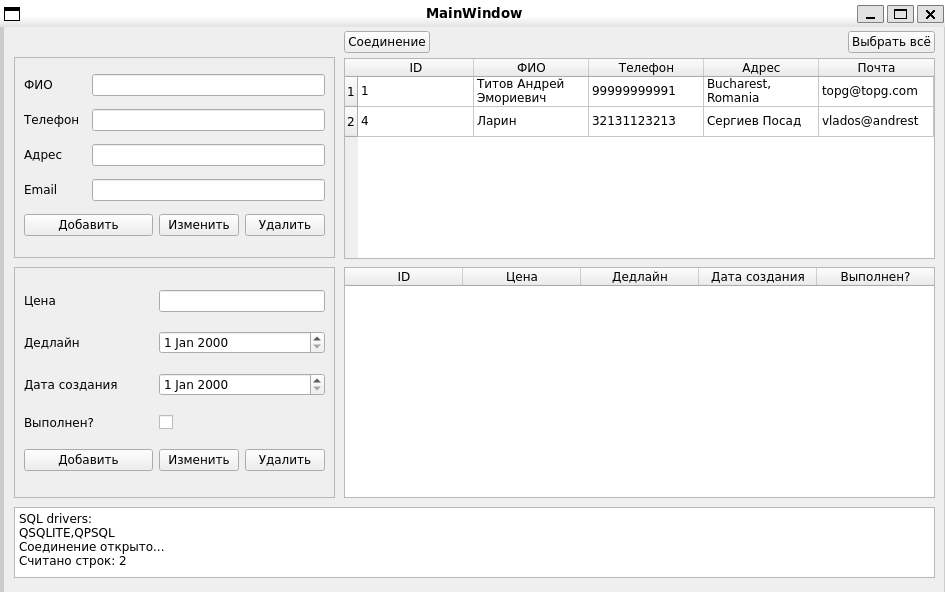 MainWindow
Соединение Выбрать всё
ФИО
Телефон
Адрес
Email
Добавить Изменить Удалить
ID ФИО Телефон Адрес Почта
1 1 Титов Андрей Эмориевич 99999999991 Bucharest, Romania topg@topg.com
2 4 Ларин 32131123213 Сергиев Посад vlados@andrest
Цена
Дедлайн 1 Jan 2000
Дата создания 1 Jan 2000
Выполнен?
Добавить Изменить Удалить
ID Цена Дедлайн Дата создания Выполнен?
SQL drivers:
QSQLITE,QPSQL
Соединение открыто...
Считано строк: 2